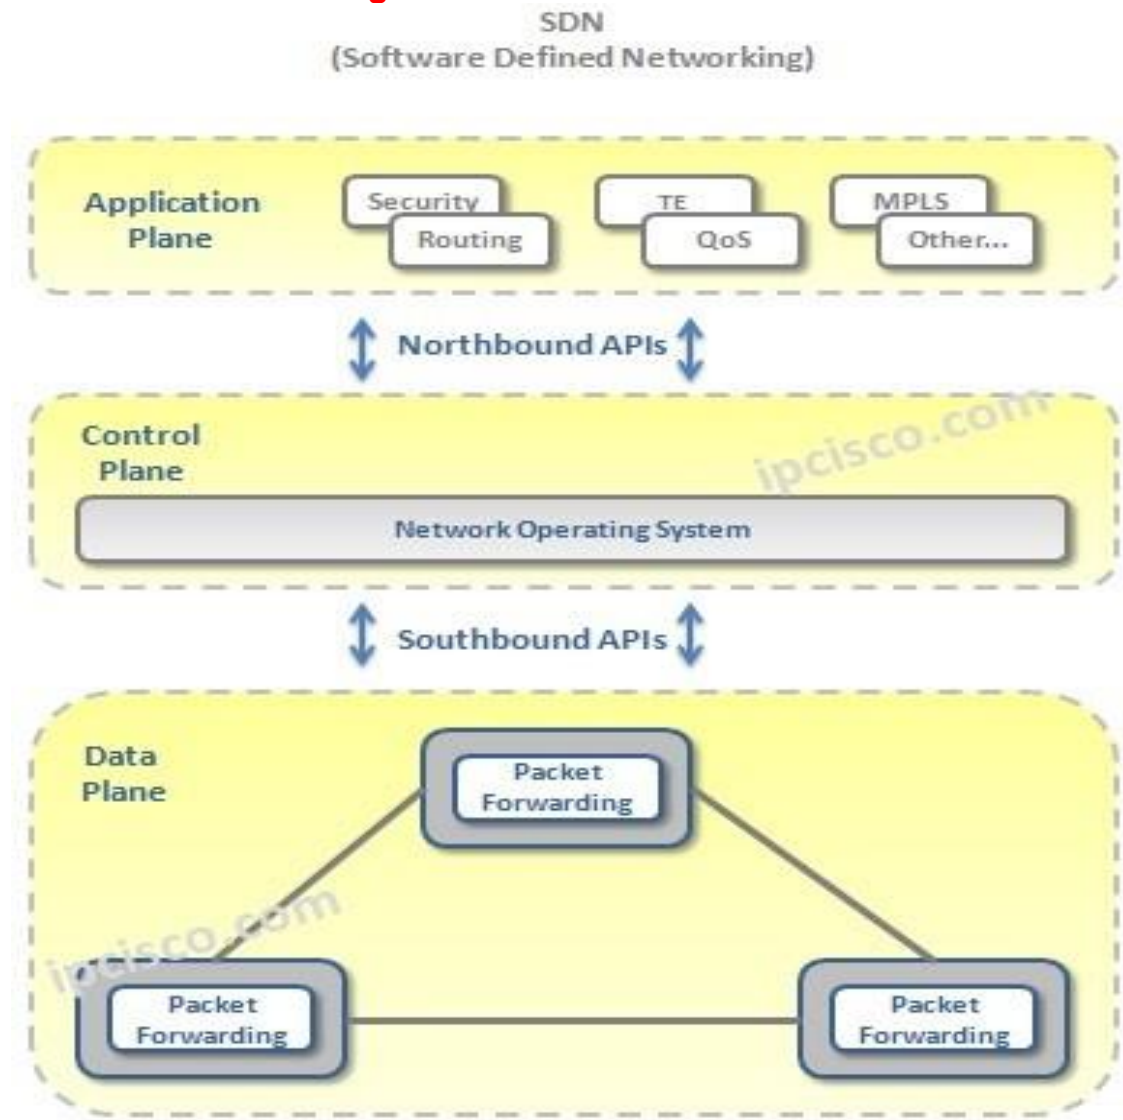 SDN
(Software Defined Networking)
Application
Plane
Security
Routing
TE
QoS
MPLS
Other...
Northbound APIs
Control
Plane
ipcisco.com
Network Operating System
Southbound APIs
Data
Plane
Packet
Forwarding
ipcisco.com
Packet
Forwarding
Packet
Forwarding